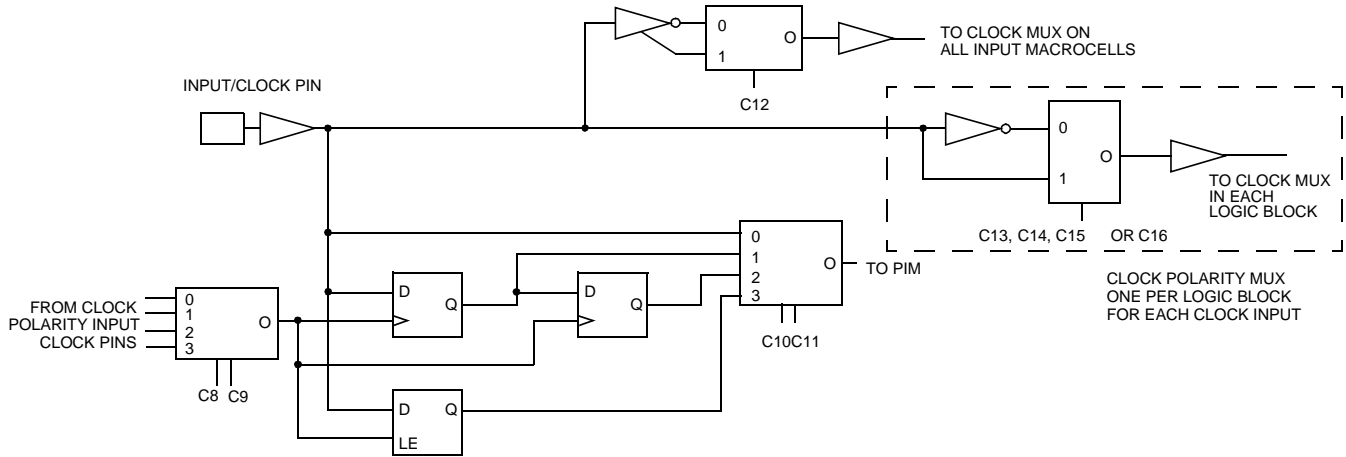 INPUT/CLOCK PIN
0
1
O
C12
TO CLOCK MUX ON
ALL INPUT MACROCELLS
0
1
O
C13, C14, C15 OR C16
TO CLOCK MUX
IN EACH
LOGIC BLOCK
CLOCK POLARITY MUX
ONE PER LOGIC BLOCK
FOR EACH CLOCK INPUT
0
1
2
3
O
TO PIM
C10C11
D
Q
D
Q
FROM CLOCK
POLARITY INPUT
CLOCK PINS
0
1
2
3
O
C8 C9
D
Q
LE